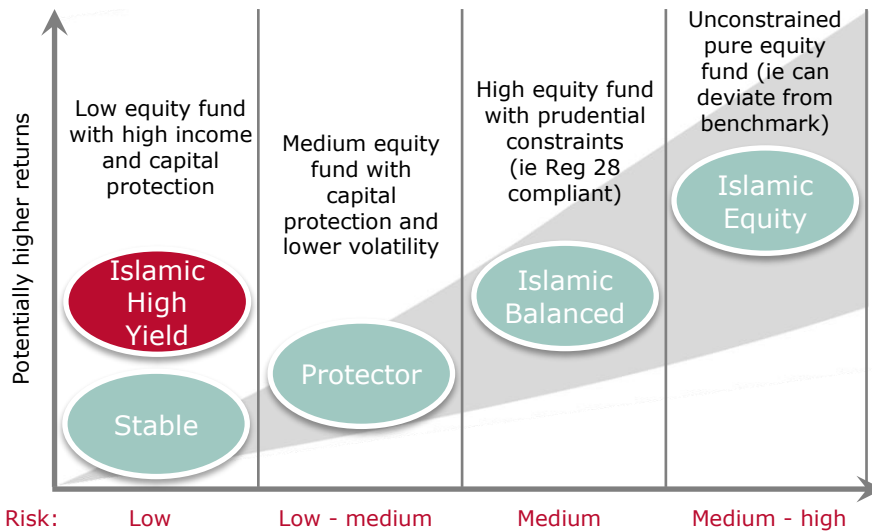 Potentially higher returns
Low equity fund
with high income
and capital
protection
Islamic
High
Yield
Stable
Medium equity
fund with
capital
protection and
lower volatility
Protector
High equity fund
with prudential
constraints
(ie Reg 28
compliant)
Islamic
Balanced
Unconstrained
pure equity
fund (ie can
deviate from
benchmark)
Islamic
Equity
Risk: Low Low - medium Medium Medium - high